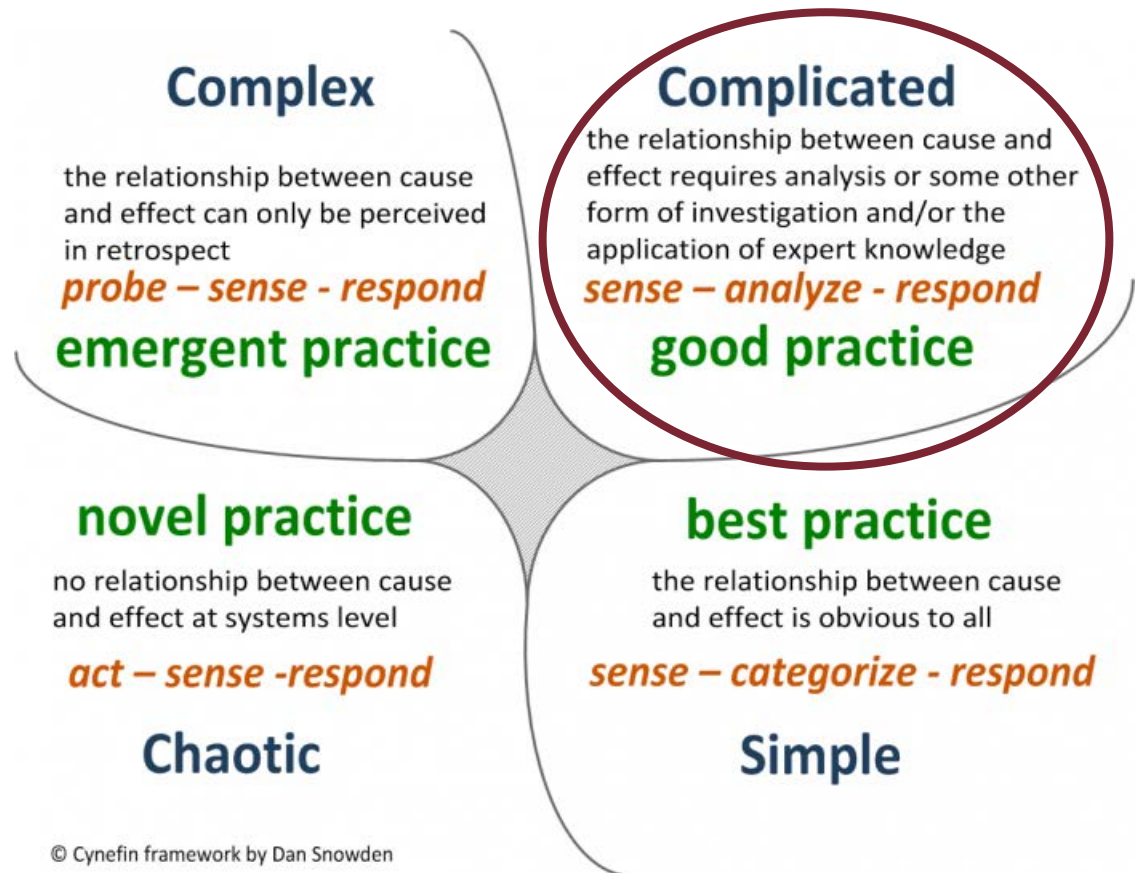 Complex
the relationship between cause
and effect can only be perceived
in retrospect
probe – sense - respond
emergent practice
Complicated
the relationship between cause and
effect requires analysis or some other
form of investigation and/or the
application of expert knowledge
sense – analyze - respond
good practice
novel practice
no relationship between cause
and effect at systems level
act – sense -respond
Chaotic
best practice
the relationship between cause
and effect is obvious to all
sense – categorize - respond
Simple
© Cynefin framework by Dan Snowden